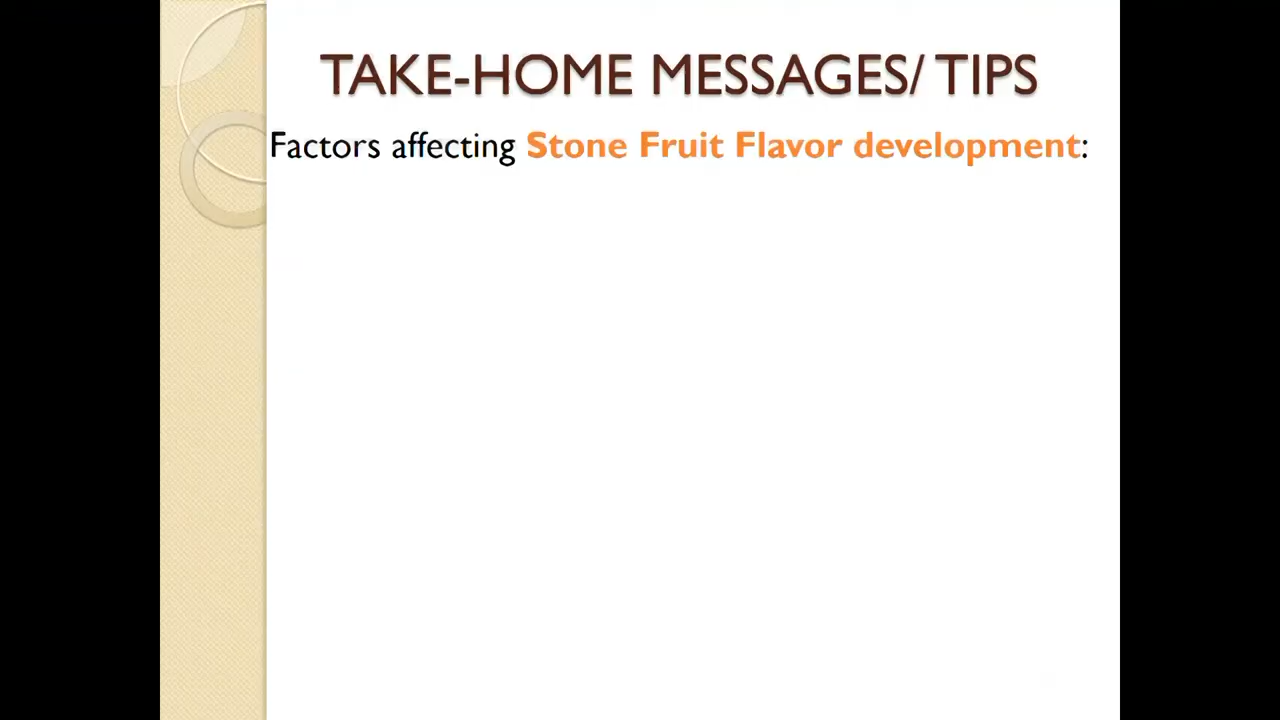 TAKE-HOME MESSAGES/ TIPS
Factors affecting Stone Fruit Flavor development: